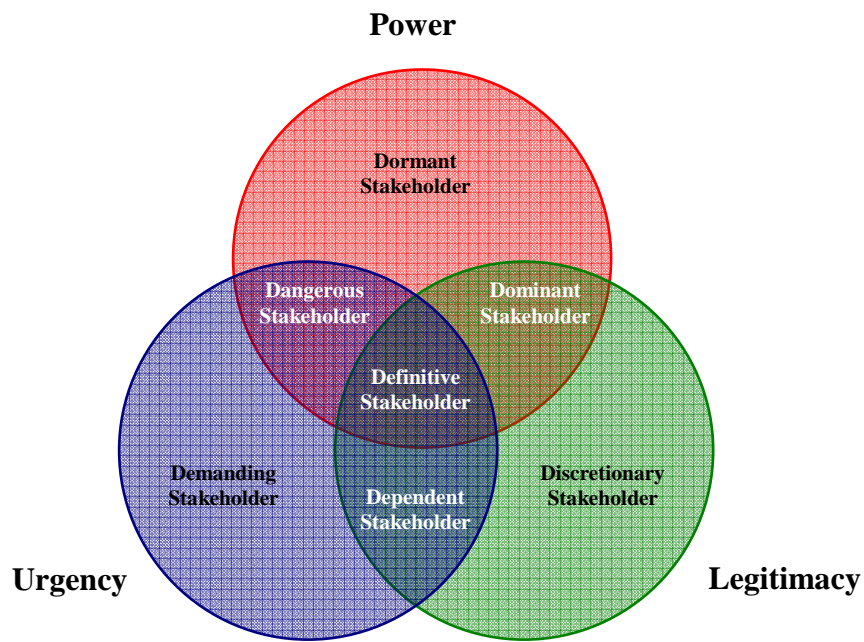 Power
Dormant
Stakeholder
Dangerous
Stakeholder
Dominant
Stakeholder
Definitive
Stakeholder
Demanding
Stakeholder
Discretionary
Stakeholder
Dependent
Stakeholder
Urgency
Legitimacy